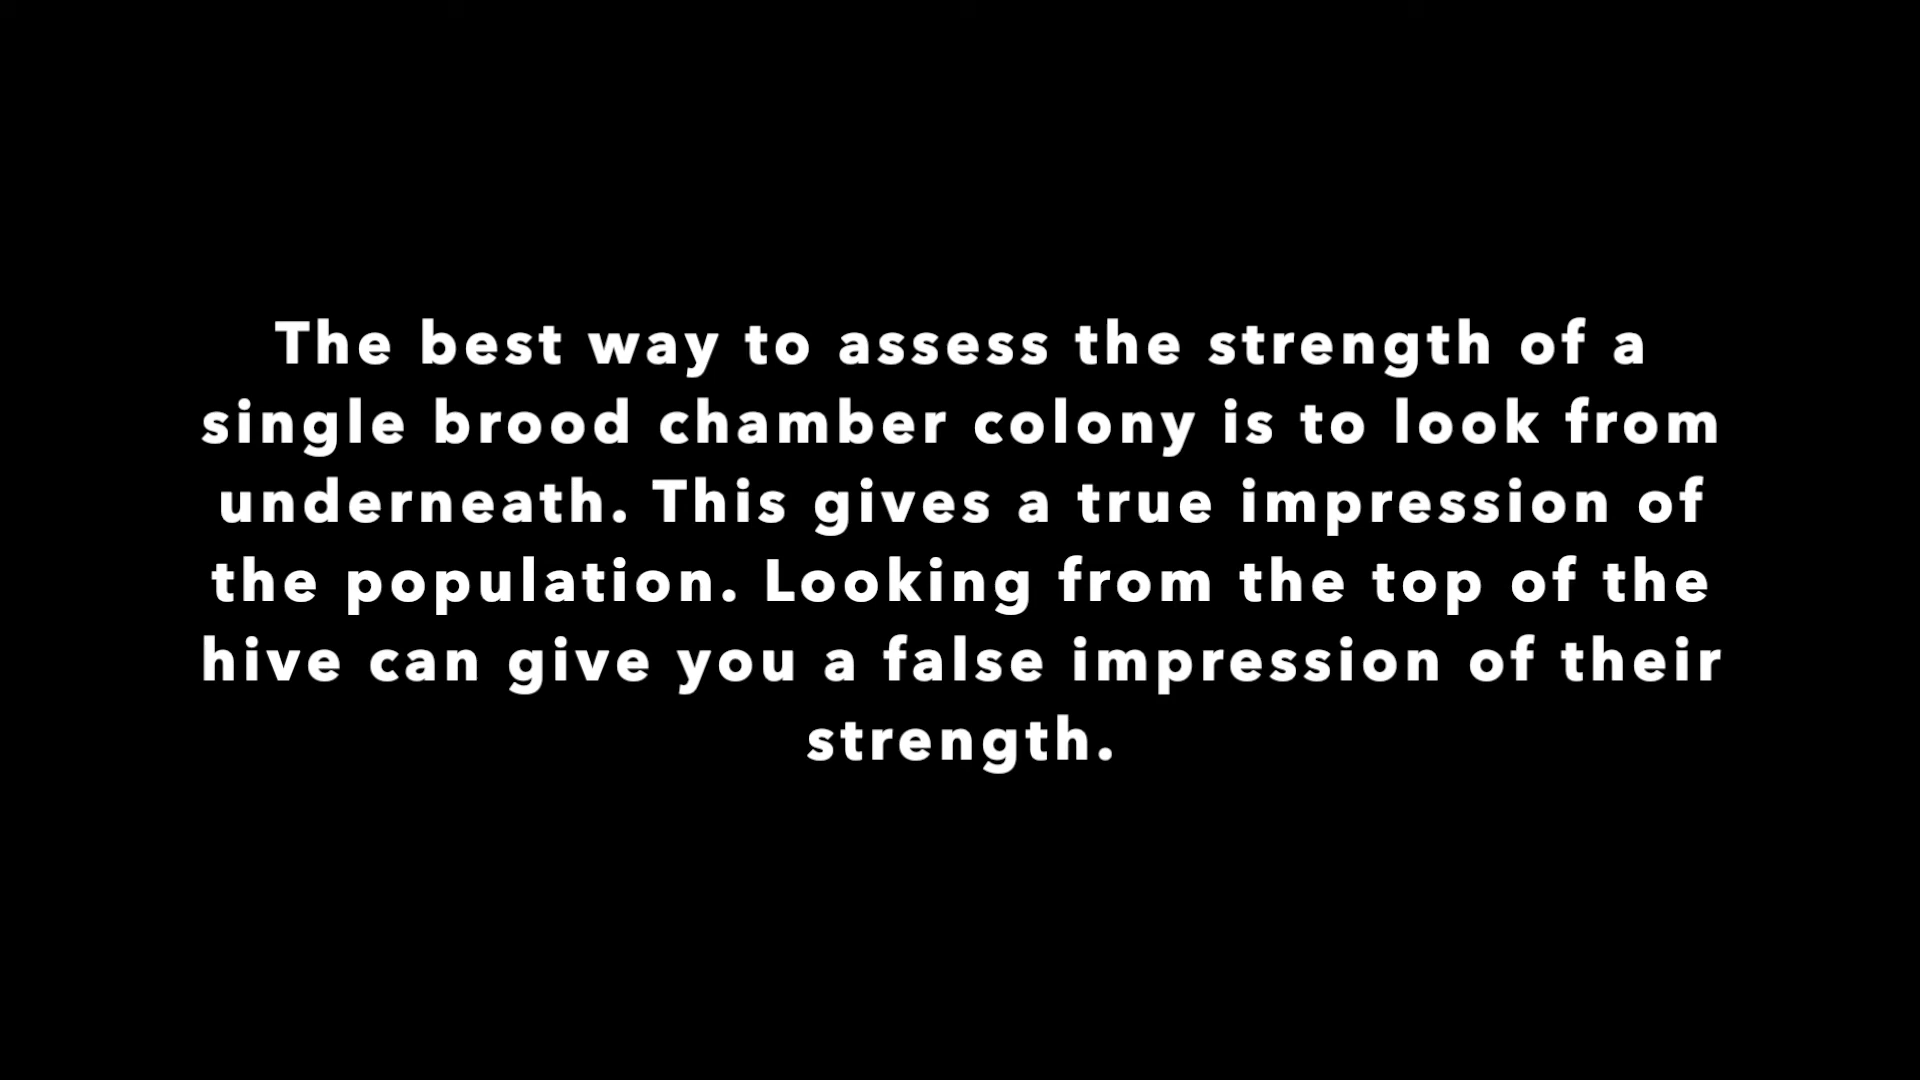 The best way to assess the strength of a
single brood chamber colony is to look from
underneath. This gives a true impression of
the population. Looking from the top of the
hive can give you a false impression of their
strength.